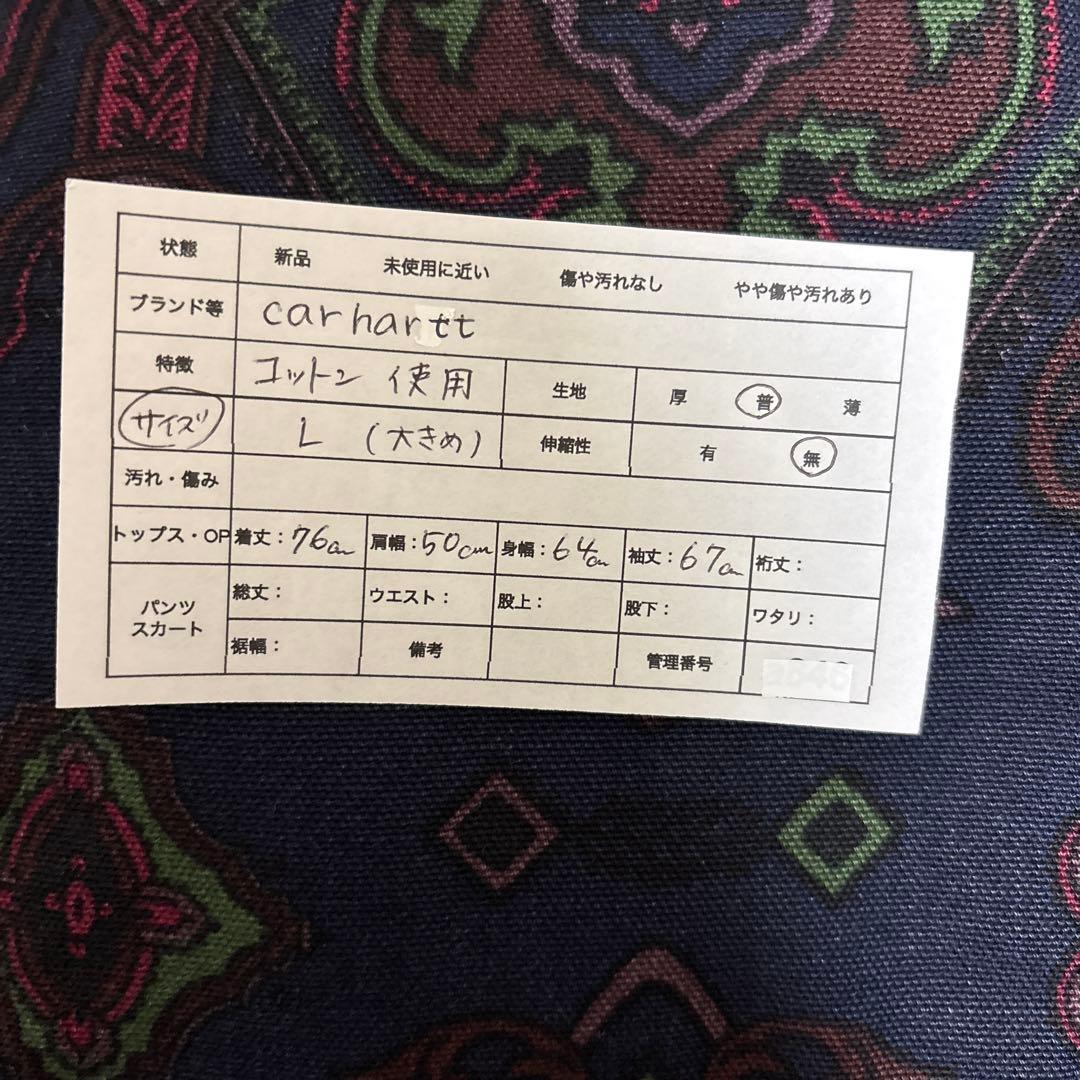 状態 新品 未使用に近い 傷や汚れなし やや傷や汚れあり
ブランド等 carhartt
特徴 コットン 使用 生地 厚 普 薄
サイズ L (大きめ) 伸縮性 有 無
汚れ・傷み
トップス・OP 着丈:76cm 肩幅:50cm 身幅:64cm 袖丈:67cm 裄丈:
パンツ スカート 総丈: ウエスト: 股上: 股下: ワタリ:
裾幅: 備考 管理番号